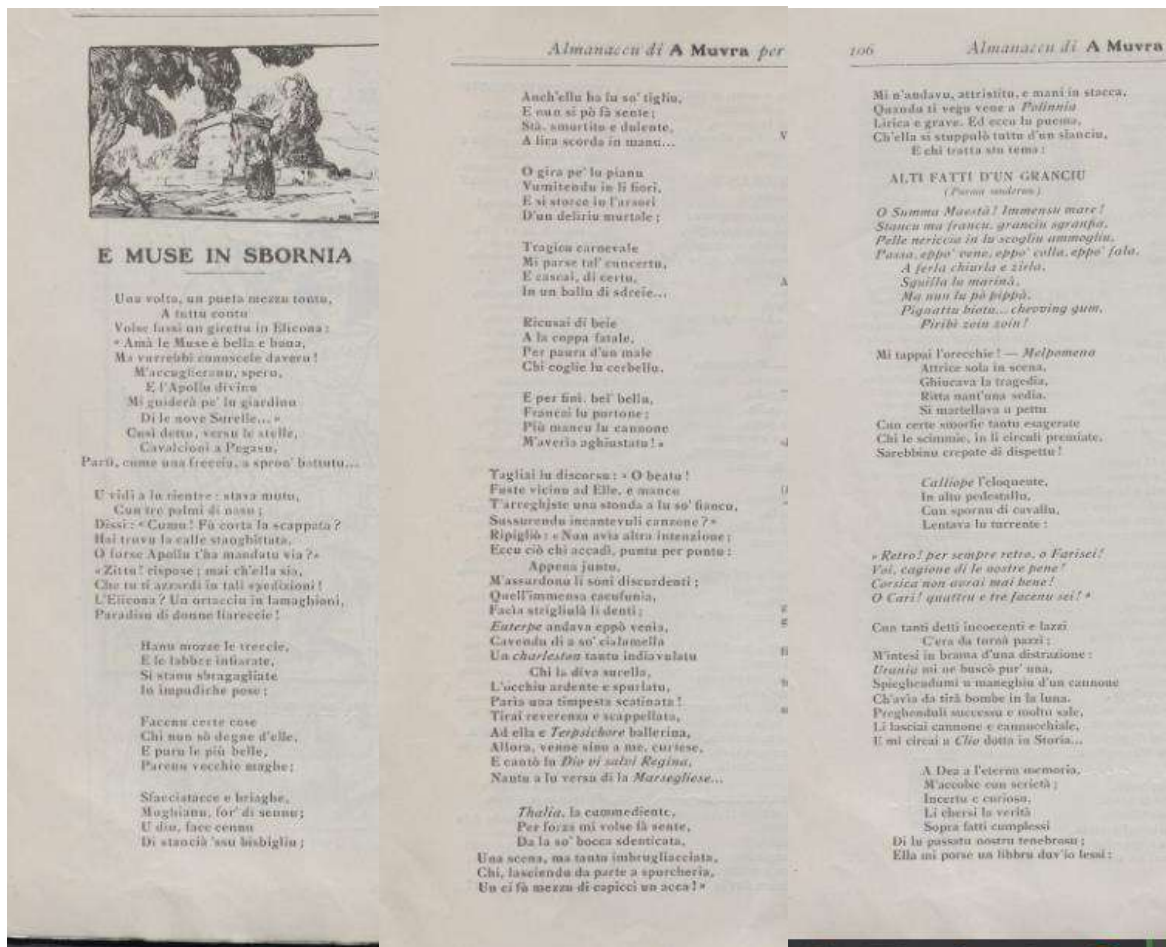 E MUSE IN SBORNIA
Una volta, un pueta mezzu tontu,
A tuttu contu
Volse fassi un girettu in Elicona:
« Amà le Muse è bella e bona,
Ma vurrebbi cunnoscele daveru!
M'accuglieranu, speru,
E l'Apollu divinu
Mi guiderà pe' lu giardinu
Di le nove Surelle... »
Cusì dettu, versu le stelle,
Cavalcioni a Pegasu,
Partì, cume una freccia, a spron' battutu...
U vidi a lu rientre: stava mutu,
Cun tre palmi di nasu;
Dissi: « Cumu! Fù corta la scappata?
Hai trovu la calle stanghittata,
O forse Apollu t'ha mandatu via? »
« Zittu! rispose; mai ch'ella sia,
Che tu ti azzardi in tali spedizioni!
L'Elicona? Un ortacciu in lamaghioni,
Paradisu di donne liareccie!
Hanu mozze le treccie,
E le labbre infiarate,
Si stanu sbragagliate
In impudiche pose;
Facenu certe cose
Chi nun sò degne d'elle,
E puru le più belle,
Parenu vecchie maghe;
Sfacciatacce e briaghe,
Mughianu, for' di sennu;
U diu, face cennu
Di stancià 'ssu bisbigliu;
Almanaccu di A Muvra per
Anch'ellu ha lu so' tigliu,
E nun si pò fà sente;
Stà, smurtitu e dulente,
A lira scorda in manu...
O gira pe' lu pianu
Vumitendu in li fiori,
E si storce in l'arsori
D'un deliriu murtale;
Tragicu carnevale
Mi parse tal' cuncertu,
E cascai, di certu,
In un ballu di sdreie...
Ricusai di beie
A la coppa fatale,
Per paura d'un male
Chi coglie lu cerbellu.
E per fini, bel' bellu,
Francai lu purtone;
Più mancu lu cannone
M'averia aghiustatu! »
Tagliai lu discorsu: « O beatu!
Fuste vicinu ad Elle, e mancu
T'arreghjste una stonda a lu so' fiancu,
Sussurendu incantevuli canzone? »
Ripigliò: « Nun avia altra intenzione;
Eccu ciò chi accadì, puntu per puntu:
Appena juntu,
M'assurdonu li soni discurdenti;
Quell'immensa cacufunia,
Facia strigliulà li denti;
Euterpe andava eppò venia,
Cavendu di a so' cialamella
Un charleston tantu indiavulatu
Chi la diva surella,
L'occhiu ardente e spurlatu,
Paria una timpesta scatinata!
Tirai reverenza e scappellata,
Ad ella e Terpsichore ballerina,
Allora, venne sinu a me, curtese,
E cantò lu Dio vi salvi Regina,
Nantu a lu versu di la Marsegliese...
Thalia, la cummediente,
Per forza mi volse fà sente,
Da la so' bocca sdenticata,
Una scena, ma tantu imbrugliacciata,
Chi, lasciendu da parte a sporcheria,
Un ci fù mezzu di capicci un acca! »
106
Almanaccu di A Muvra
Mi n'andavu, attristitu, e mani in stacca,
Quandu ti vegu vene a Polinnia
Lirica e grave. Ed eccu lu puema,
Ch'ella si stuppulò tuttu d'un slanciu,
E chi tratta stu tema:
ALTI FATTI D'UN GRANCIU
(Puema mudernu)
O Summa Maestà! Immensu mare!
Stancu ma francu, granciu sgranfia,
Pelle nericcia in lu scogliu ammogliu,
Passa, eppo' vene, eppo' colla, eppo' fala.
A ferla chiurla e zirla,
Squilla la marinà,
Ma nun lu pò pippà,
Pignattu biotu... chewing gum,
Piribì zoin zoin!
Mi tappai l'orecchie! — Melpomena
Attrice sola in scena,
Ghiucava la tragedia,
Ritta nant'una sedia.
Si martellava u pettu
Cun certe smorfie tantu esagerate
Chi le scimmie, in li circuli premiate,
Sarebbinu crepate di dispettu!
Calliope l'eloquente,
In altu pedestallu,
Cun spornu di cavallu,
Lentava lu turrente:
« Retro! per sempre retro, o Farisei!
Voi, cagione di le nostre pene!
Corsica non avrai mai bene!
O Cari! quattru e tre facenu sei! »
Cun tanti detti incoerenti e lazzi
C'era da turnà pazzi;
M'intesi in brama d'una distrazione:
Urania mi ne buscò pur' una,
Spieghendumi u maneghiu d'un cannone
Ch'avia da tirà bombe in la luna.
Preghenduli successu e moltu sale,
Li lasciai cannone e cannucchiale,
E mi circai a Clio dotta in Storia...
A Dea a l'eterna memoria,
M'accolse cun serietà;
Incertu e curiosu,
Li chersi la verità
Sopra fatti cumplessi
Di lu passatu nostru tenebrosu;
Ella mi porse un libbru duv'io lessi: